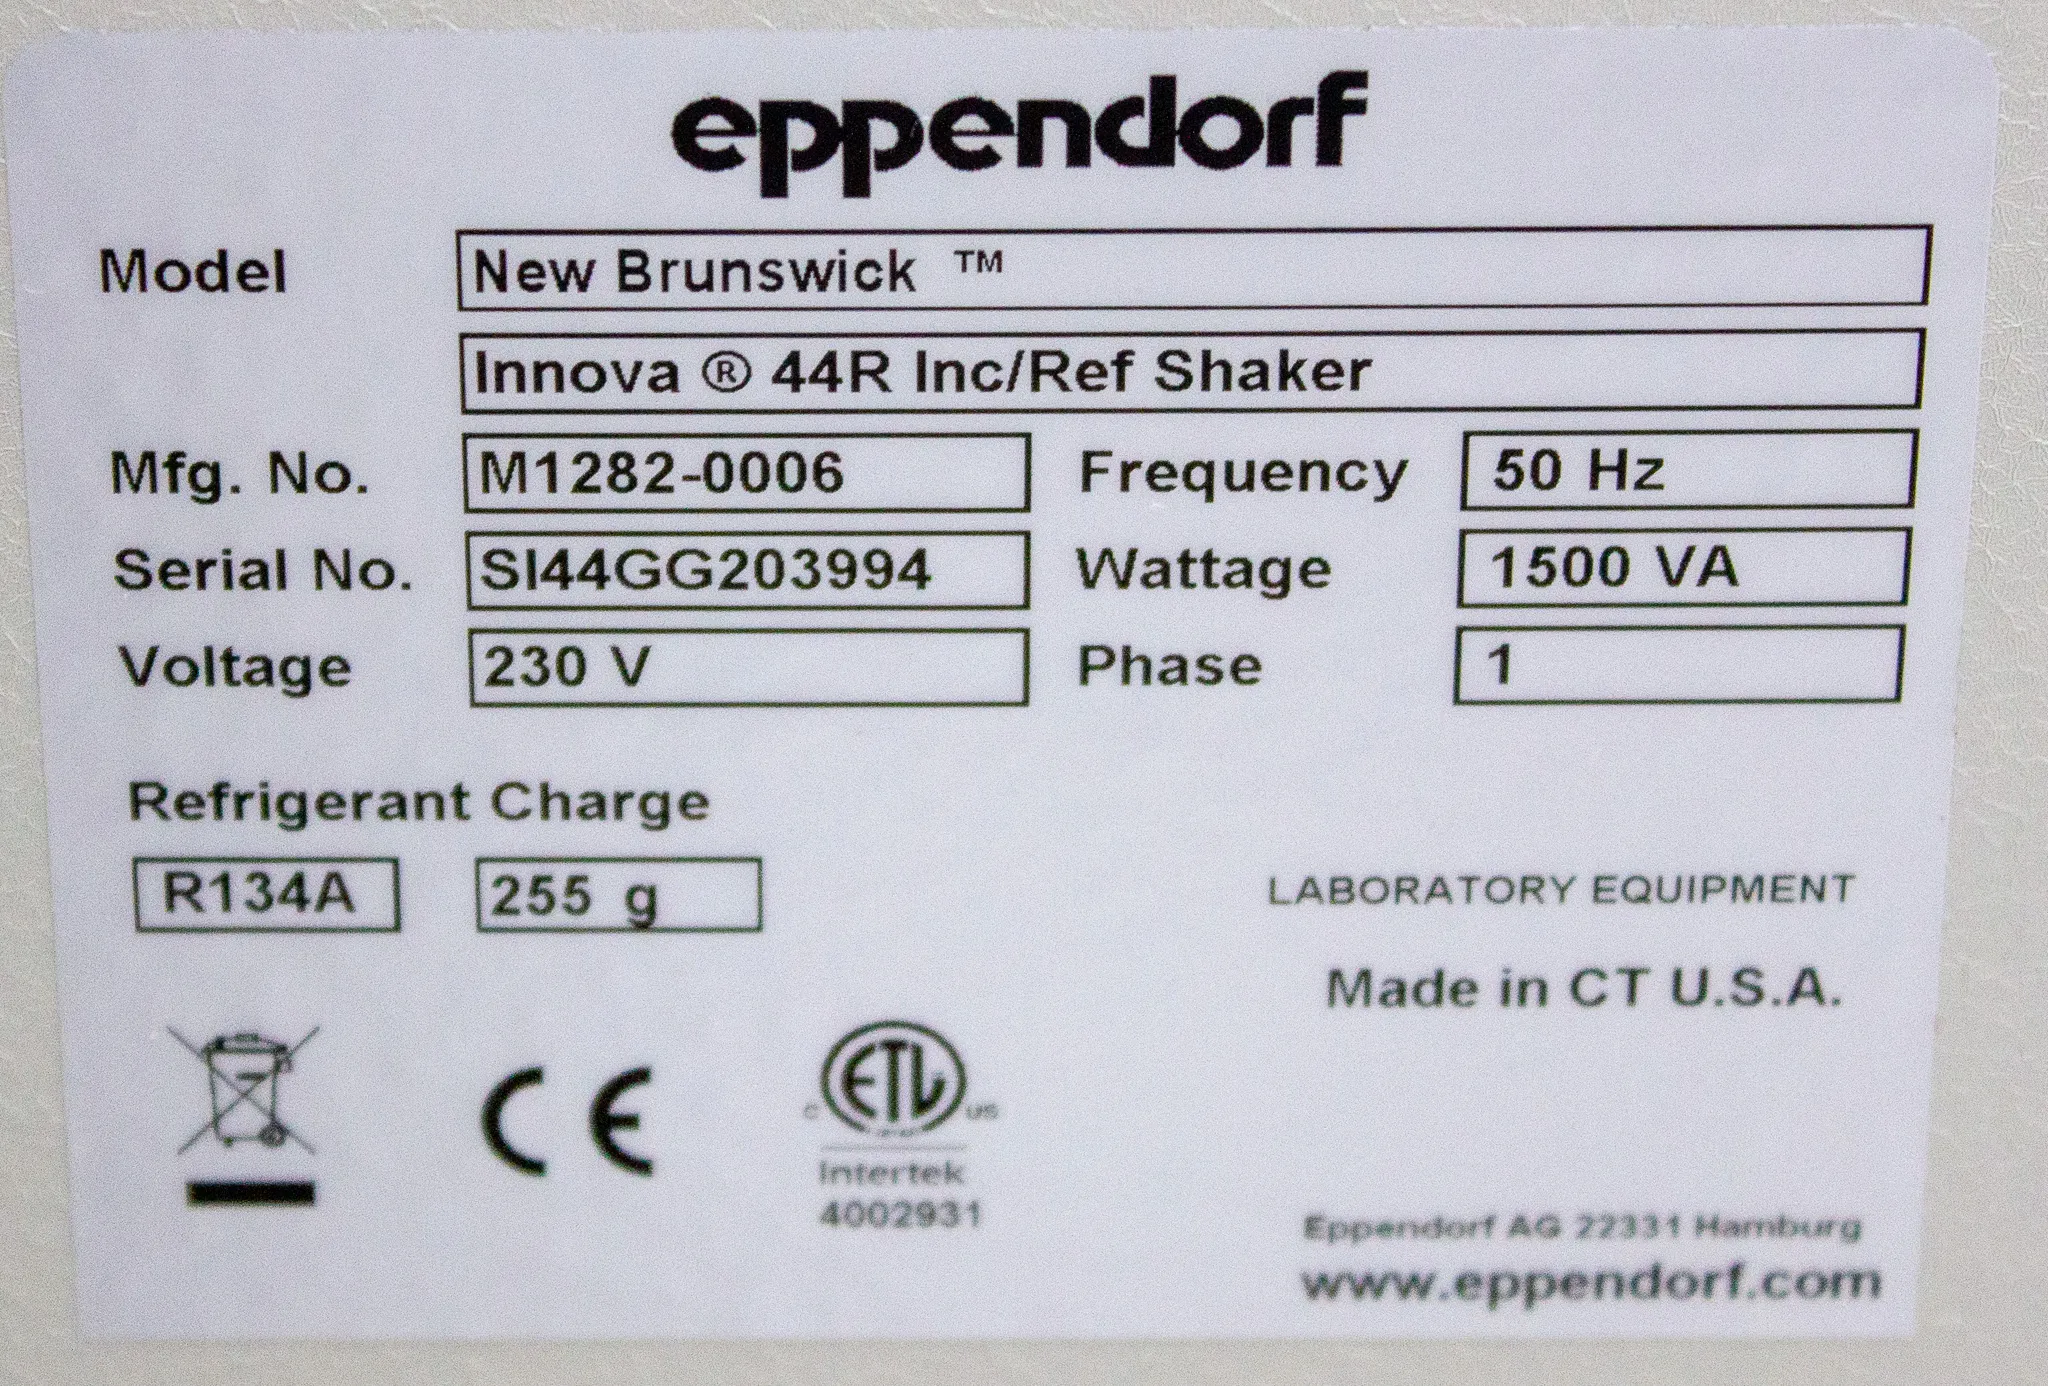 eppendorf
Model New Brunswick ™
Innova ® 44R Inc/Ref Shaker
Mfg. No. M1282-0006 Frequency 50 Hz
Serial No. SI44GG203994 Wattage 1500 VA
Voltage 230 V Phase 1
Refrigerant Charge
R134A 255 g
LABORATORY EQUIPMENT
Made in CT U.S.A.
CE
C ETL US
Intertek
4002931
Eppendorf AG 22331 Hamburg
www.eppendorf.com